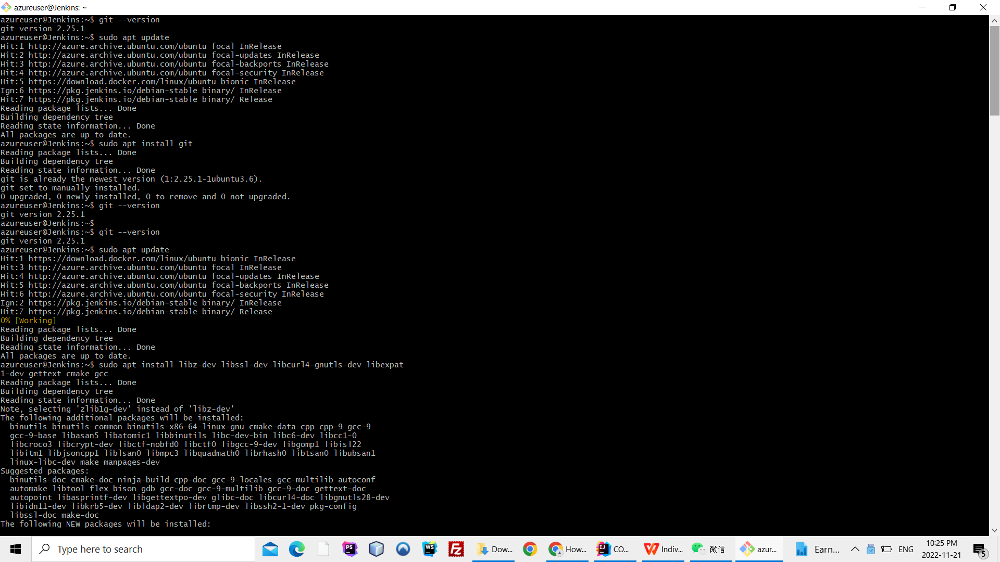 azureuser@Jenkins: ~
azureuser@Jenkins:~$ git --version
git version 2.25.1
azureuser@Jenkins:~$ sudo apt update
Hit:1 http://azure.archive.ubuntu.com/ubuntu focal InRelease
Hit:2 http://azure.archive.ubuntu.com/ubuntu focal-updates InRelease
Hit:3 http://azure.archive.ubuntu.com/ubuntu focal-backports InRelease
Hit:4 http://azure.archive.ubuntu.com/ubuntu focal-security InRelease
Hit:5 https://download.docker.com/linux/ubuntu bionic InRelease
Ign:6 https://pkg.jenkins.io/debian-stable binary/ InRelease
Hit:7 https://pkg.jenkins.io/debian-stable binary/ Release
Reading package lists... Done
Building dependency tree
Reading state information... Done
All packages are up to date.
azureuser@Jenkins:~$ sudo apt install git
Reading package lists... Done
Building dependency tree
Reading state information... Done
git is already the newest version (1:2.25.1-1ubuntu3.6).
git set to manually installed.
0 upgraded, 0 newly installed, 0 to remove and 0 not upgraded.
azureuser@Jenkins:~$ git --version
git version 2.25.1
azureuser@Jenkins:~$
azureuser@Jenkins:~$ git --version
git version 2.25.1
azureuser@Jenkins:~$ sudo apt update
Hit:1 https://download.docker.com/linux/ubuntu bionic InRelease
Hit:3 http://azure.archive.ubuntu.com/ubuntu focal InRelease
Hit:4 http://azure.archive.ubuntu.com/ubuntu focal-updates InRelease
Hit:5 http://azure.archive.ubuntu.com/ubuntu focal-backports InRelease
Hit:6 http://azure.archive.ubuntu.com/ubuntu focal-security InRelease
Ign:2 https://pkg.jenkins.io/debian-stable binary/ InRelease
Hit:7 https://pkg.jenkins.io/debian-stable binary/ Release
0% [Working]
Reading package lists... Done
Building dependency tree
Reading state information... Done
All packages are up to date.
azureuser@Jenkins:~$ sudo apt install libz-dev libssl-dev libcurl4-gnutls-dev libexpat
1-dev gettext cmake gcc
Reading package lists... Done
Building dependency tree
Reading state information... Done
Note, selecting 'zlib1g-dev' instead of 'libz-dev'
The following additional packages will be installed:
binutils binutils-common binutils-x86-64-linux-gnu cmake-data cpp cpp-9 gcc-9
gcc-9-base libasan5 libatomic1 libbinutils libc-dev-bin libc6-dev libcc1-0
libcroco3 libcrypt-dev libctf-nobfd0 libctf0 libgcc-9-dev libgomp1 libisl22
libitm1 libjsoncpp1 liblsan0 libmpc3 libquadmath0 librhash0 libtsan0 libubsan1
linux-libc-dev make manpages-dev
Suggested packages:
binutils-doc cmake-doc ninja-build cpp-doc gcc-9-locales gcc-multilib autoconf
automake libtool flex bison gdb gcc-doc gcc-9-multilib gcc-9-doc gettext-doc
autopoint libasprintf-dev libgettextpo-dev glibc-doc libcurl4-doc libgnutls28-dev
libidn11-dev libkrb5-dev libldap2-dev librtmp-dev libssh2-1-dev pkg-config
libssl-doc make-doc
The following NEW packages will be installed:
Type here to search
PS
WS
FZ
Dow...
How...
IJ
CO...
Indiv...
微信
azur...
Earn...
ENG
10:25 PM
2022-11-21
5